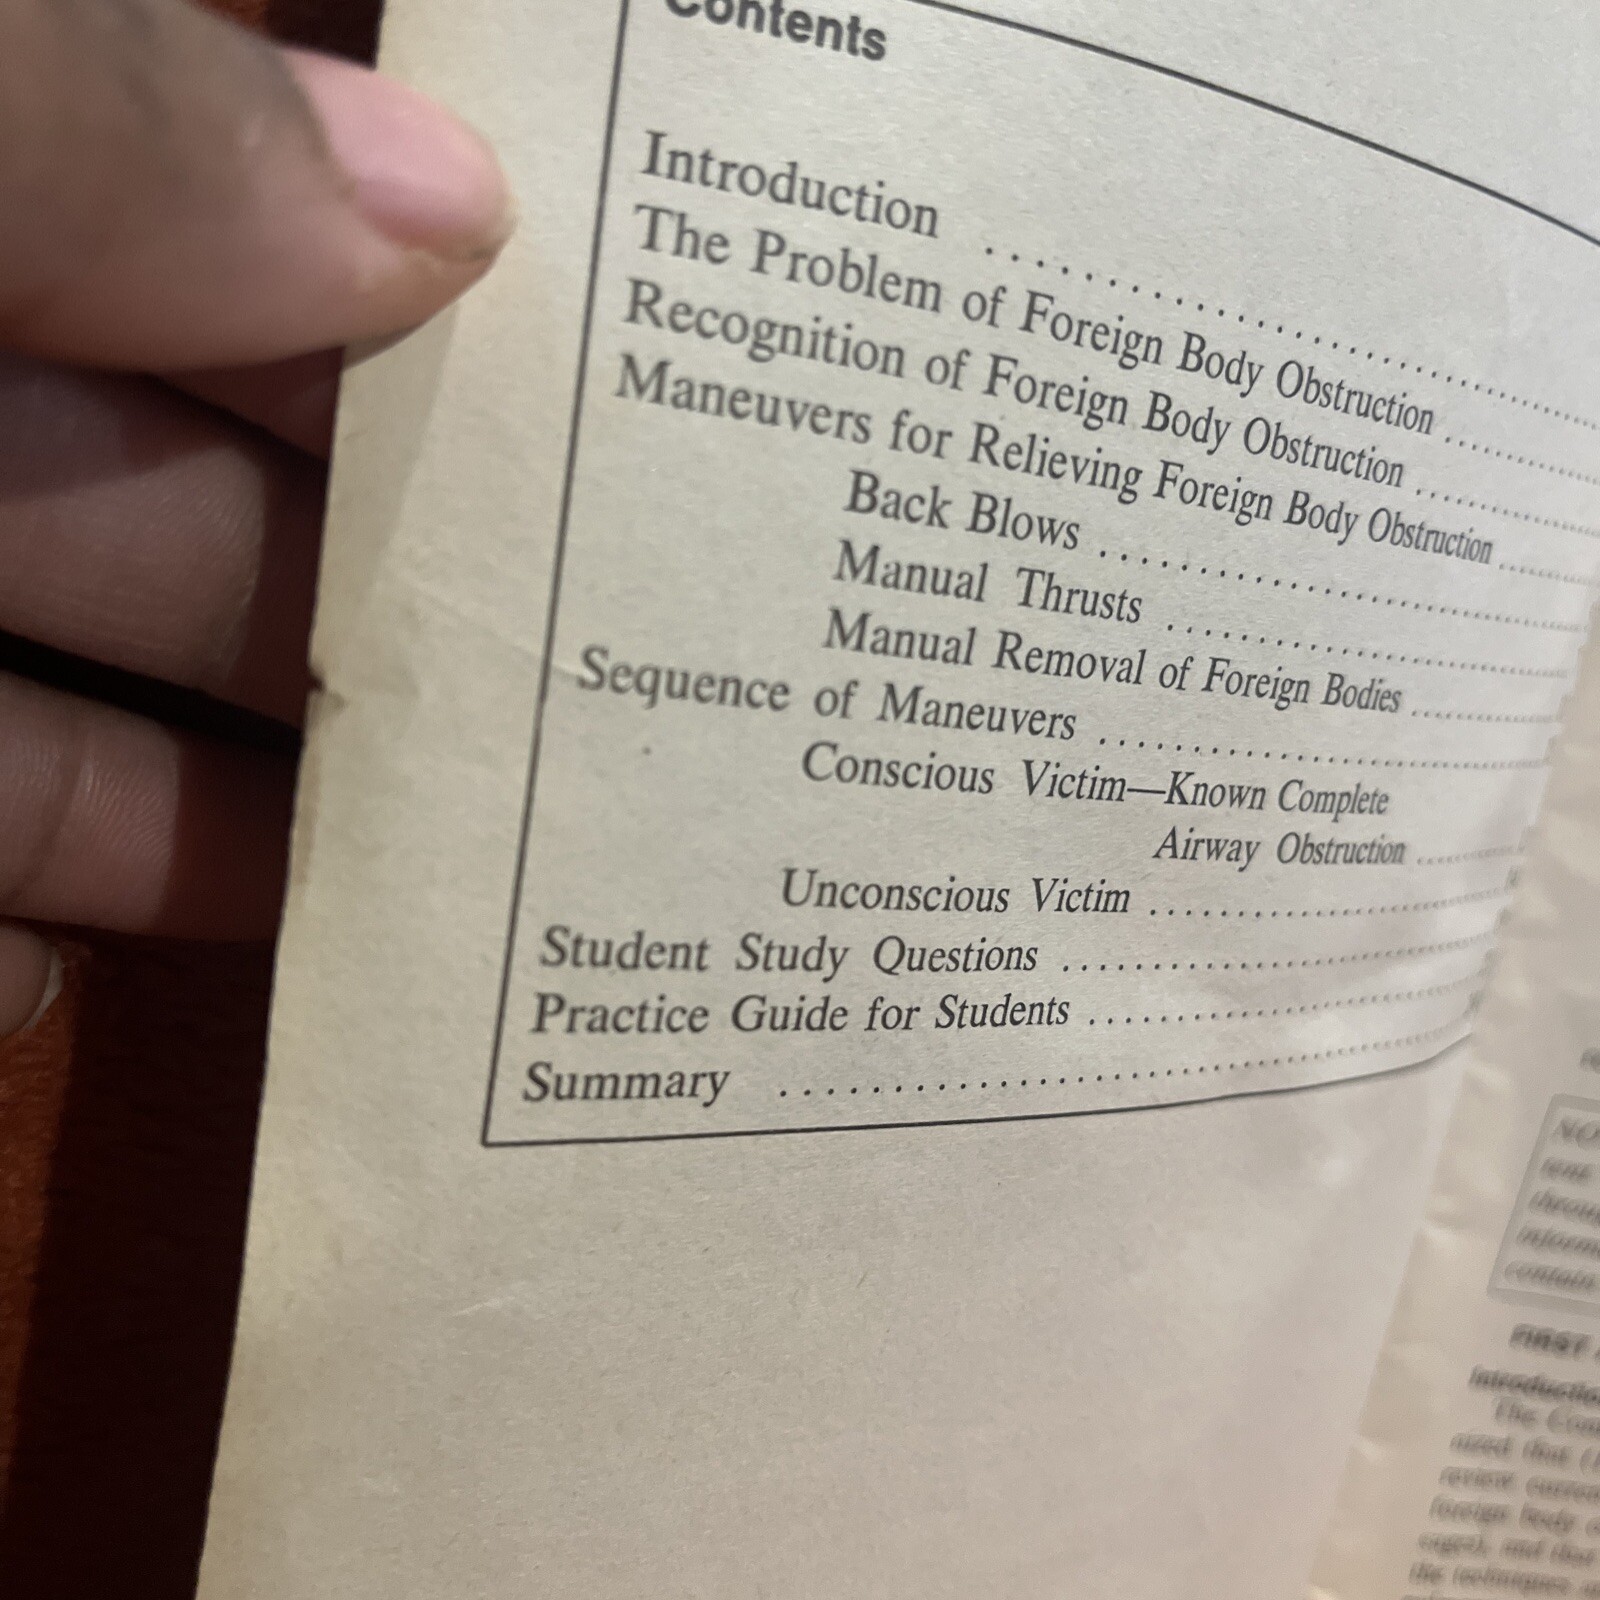 Contents
Introduction ..............................
The Problem of Foreign Body Obstruction ..........
Recognition of Foreign Body Obstruction ............
Maneuvers for Relieving Foreign Body Obstruction ........
Back Blows ..............................
Manual Thrusts ..........................
Manual Removal of Foreign Bodies ............
Sequence of Maneuvers ..........................
Conscious Victim—Known Complete
Airway Obstruction ............
Unconscious Victim ......................
Student Study Questions ..........................
Practice Guide for Students ......................
Summary ..................................
FIRST
Introduction